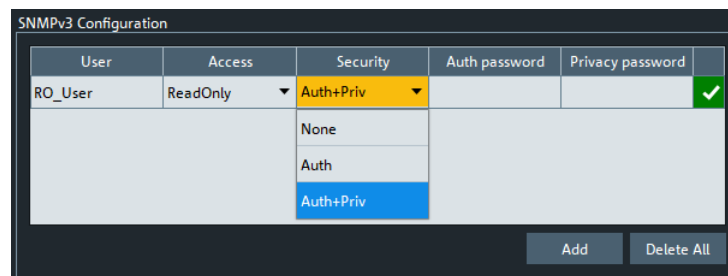 SNMPv3 Configuration
User Access Security Auth password Privacy password
RO_User ReadOnly Auth+Priv
None
Auth
Auth+Priv
Add Delete All